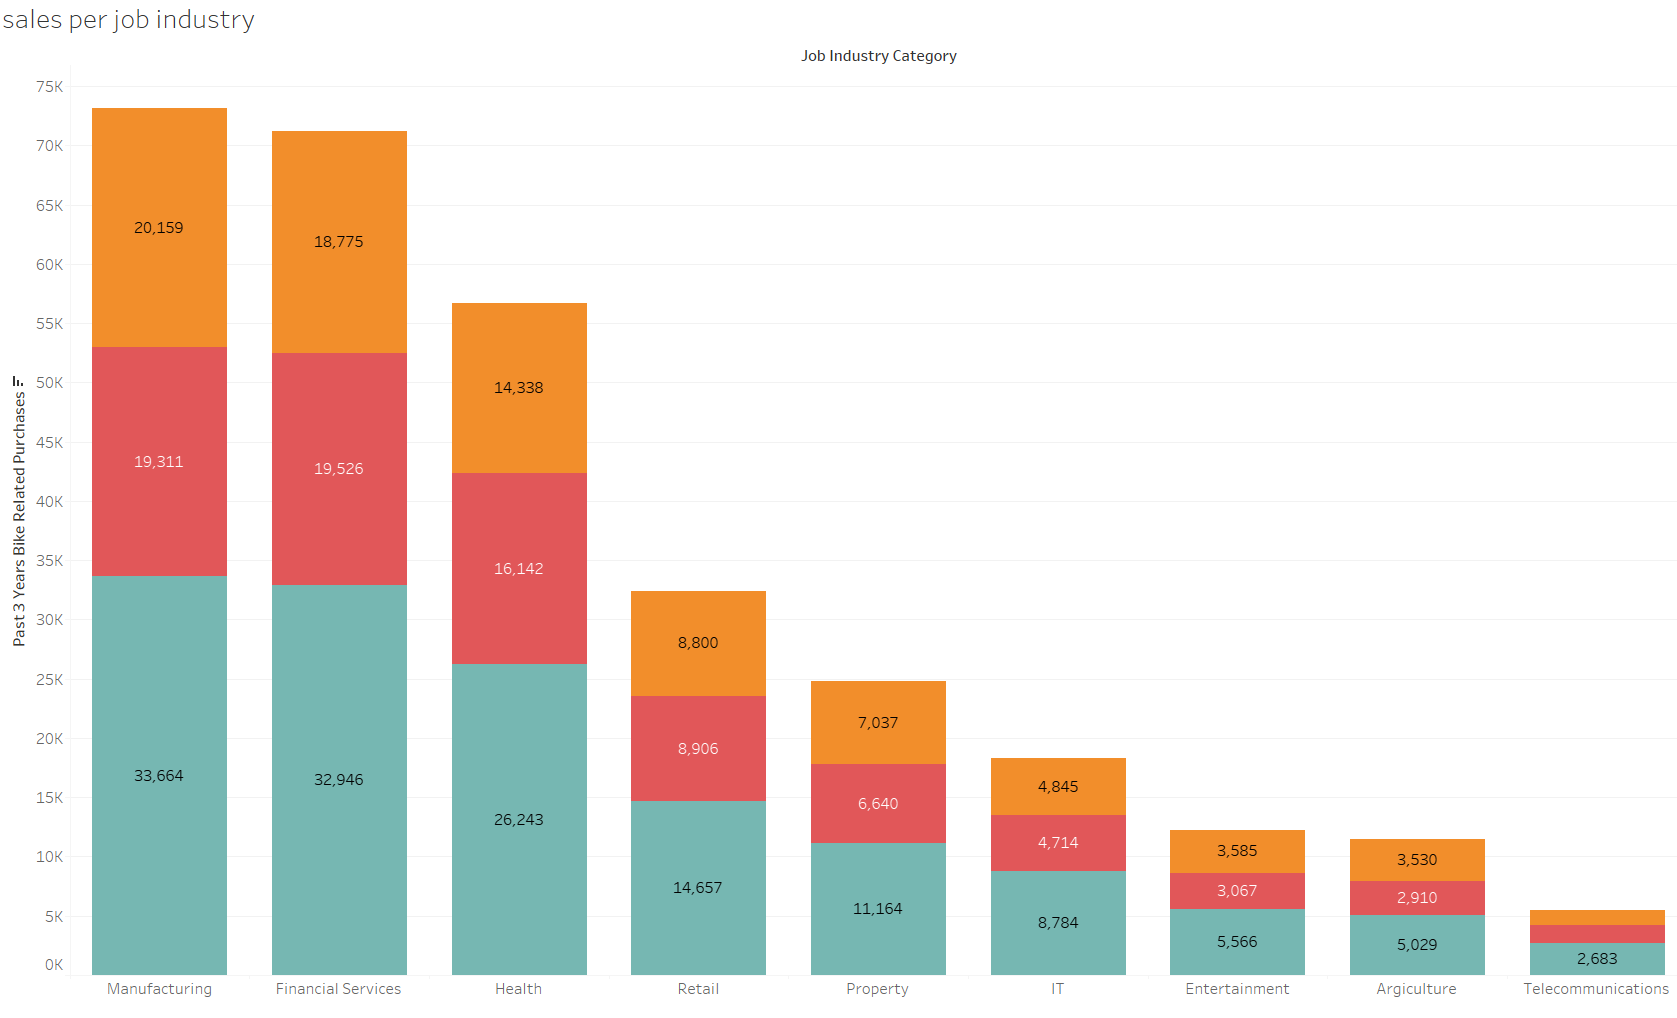 sales per job industry
Job Industry Category
75K
70K
65K
60K
55K
50K
45K
40K
35K
30K
25K
20K
15K
10K
5K
0K
Past 3 Years Bike Related Purchases
20,159
19,311
33,664
18,775
19,526
32,946
14,338
16,142
26,243
8,800
8,906
14,657
7,037
6,640
11,164
4,845
4,714
8,784
3,585
3,067
5,566
3,530
2,910
5,029
2,683
Manufacturing
Financial Services
Health
Retail
Property
IT
Entertainment
Argiculture
Telecommunications